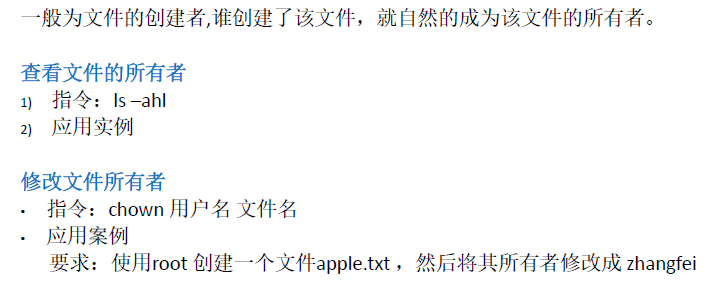 一般为文件的创建者,谁创建了该文件，就自然的成为该文件的所有者。
查看文件的所有者
1) 指令：ls –ahl
2) 应用实例
修改文件所有者
• 指令：chown 用户名 文件名
• 应用案例
要求：使用root 创建一个文件apple.txt ，然后将其所有者修改成 zhangfei